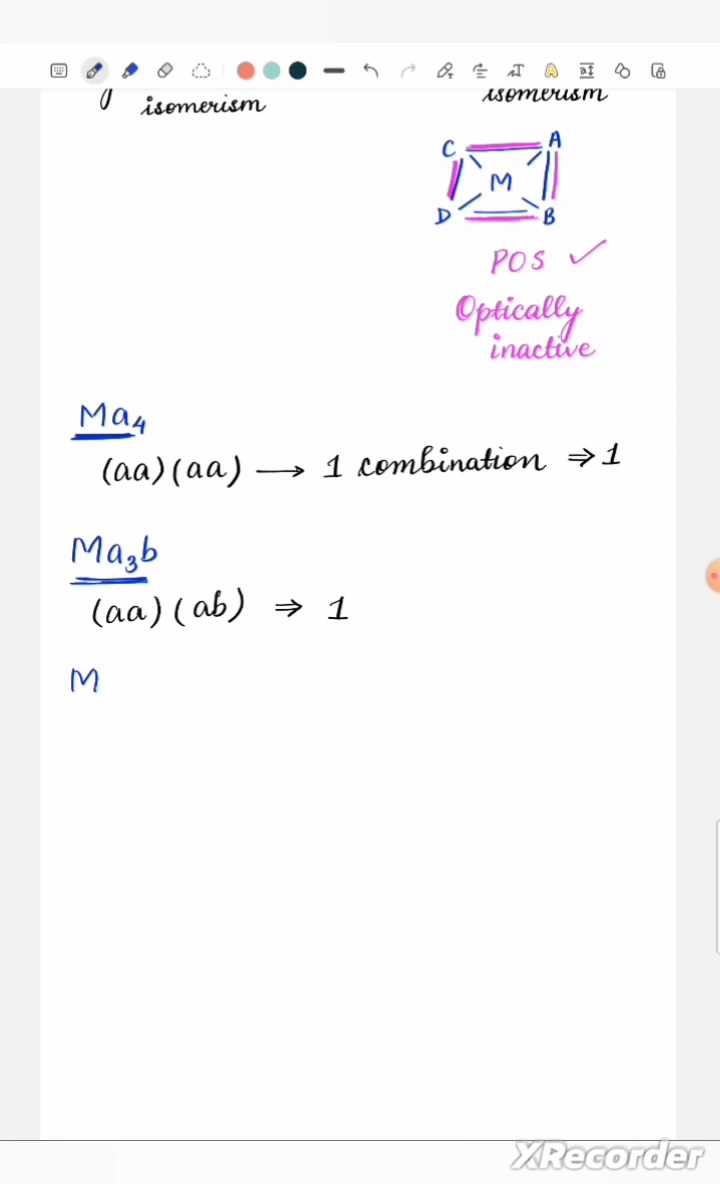 isomerism
isomerism
C A
M
D B
POS ✓
Optically
inactive
Ma₄
(aa)(aa) → 1 combination ⇒ 1
Ma₃b
(aa)(ab) ⇒ 1
M
XRecorder